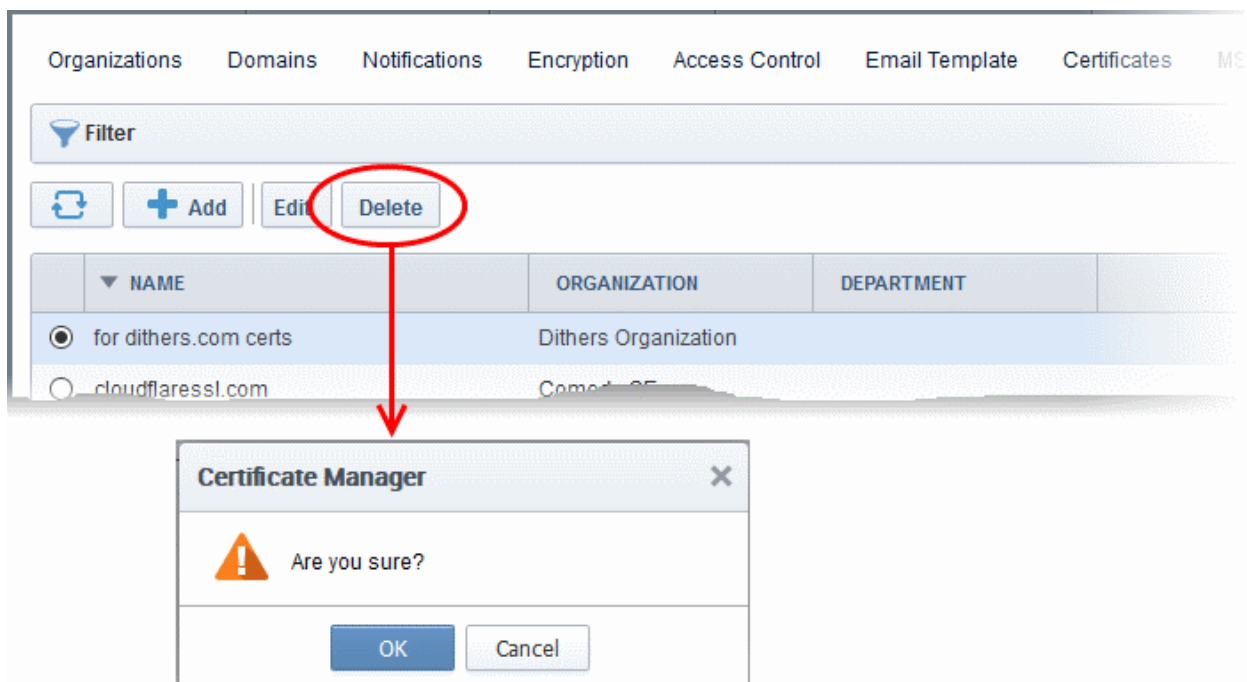 Organizations Domains Notifications Encryption Access Control Email Template Certificates MS
Filter
Add Edit Delete
NAME ORGANIZATION DEPARTMENT
for dithers.com certs Dithers Organization
cloudflaressl.com
Certificate Manager
Are you sure?
OK Cancel